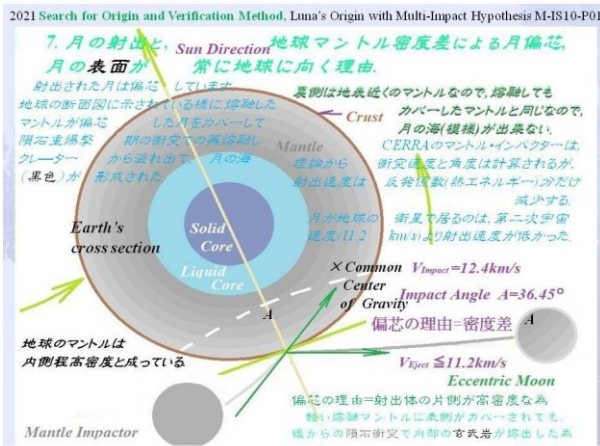 2021 Search for Origin and Verification Method, Luna's Origin with Multi-Impact Hypothesis M-IS10-P01
7. 月の射出と, Sun Direction 地球マントル密度差による月偏芯,
月の表面が 常に地球に向く理由.
射出された月は偏芯 しています
地球の断面図に示されている様に,熔融した
マントルが偏芯 した月をカバーして
隕石重爆撃 期の衝突での再熔融し
クレーター から溢れ出て, 月の海
(黒色)が 形成された
裏側は地表近くのマントルなので,熔融しても
カバーしたマントルと同じなので,
月の海(模様)が出来ない.
Crust
Mantle
CERRAのマントル・インパクターは,
理論から 衝突速度と角度は計算されるが,
射出速度は 反発係数(熱エネルギー)分だけ
減少する.
月が地球の 衛星で居るのは,第二次宇宙
速度(11.2 km/s)より射出速度が低かった.
Earth's
cross section
Solid
Core
Liquid
Core
× Common
Center
of Gravity
VImpact=12.4km/s
Impact Angle A=36.45°
偏芯の理由=密度差
A
A
地球のマントルは
内側程高密度と成っている
VEject≦11.2km/s
Eccentric Moon
Mantle Impactor
偏芯の理由=射出体の片側が高密度な為
軽い熔融マントルに表側がカバーされても,
後からの隕石衝突で内部の玄武岩が熔出した為